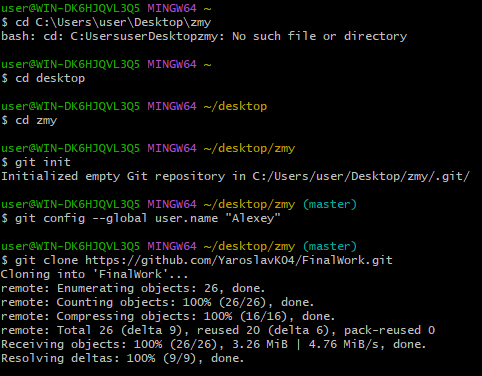 user@WIN-DK6HJQVL3Q5 MINGW64 ~
$ cd C:\Users\user\Desktop\zmy
bash: cd: C:UsersuserDesktopzmy: No such file or directory
user@WIN-DK6HJQVL3Q5 MINGW64 ~
$ cd desktop
user@WIN-DK6HJQVL3Q5 MINGW64 ~/desktop
$ cd zmy
user@WIN-DK6HJQVL3Q5 MINGW64 ~/desktop/zmy
$ git init
Initialized empty Git repository in C:/Users/user/Desktop/zmy/.git/
user@WIN-DK6HJQVL3Q5 MINGW64 ~/desktop/zmy (master)
$ git config --global user.name "Alexey"
user@WIN-DK6HJQVL3Q5 MINGW64 ~/desktop/zmy (master)
$ git clone https://github.com/YaroslavK04/FinalWork.git
Cloning into 'FinalWork'...
remote: Enumerating objects: 26, done.
remote: Counting objects: 100% (26/26), done.
remote: Compressing objects: 100% (16/16), done.
remote: Total 26 (delta 9), reused 20 (delta 6), pack-reused 0
Receiving objects: 100% (26/26), 3.26 MiB | 4.76 MiB/s, done.
Resolving deltas: 100% (9/9), done.